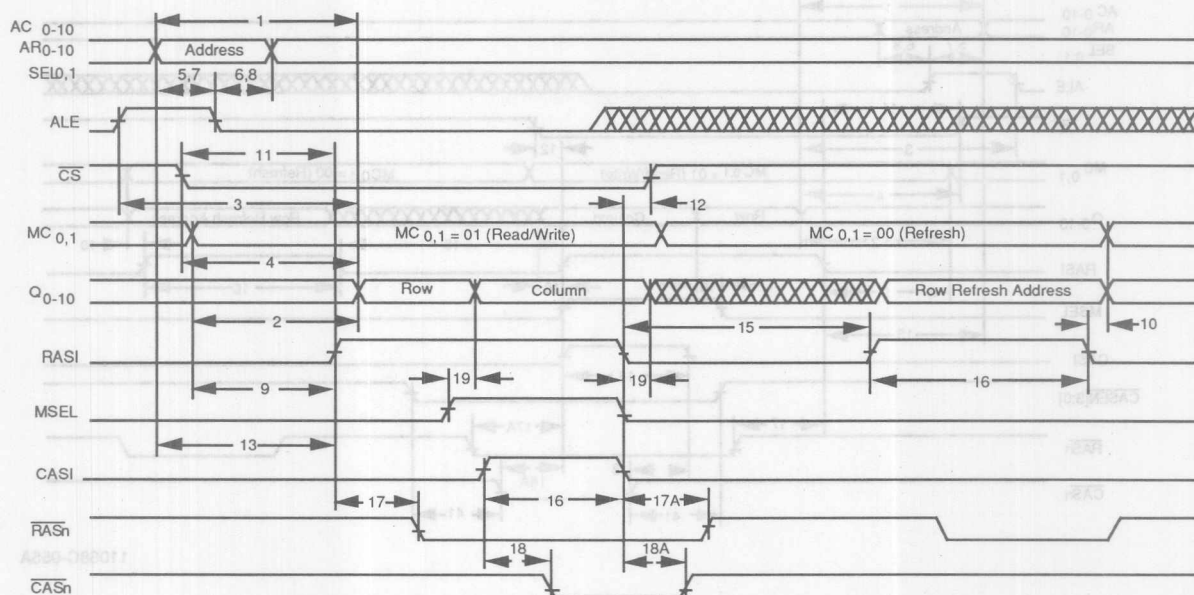 1
AC 0-10
AR0-10 Address
SEL0,1
5,7 6,8
ALE
11
CS
3 12
MC 0,1 MC 0,1 = 01 (Read/Write) MC 0,1 = 00 (Refresh)
4
Q0-10 Row Column Row Refresh Address
2 15 10
RASI
9 19 19 16
MSEL
13
CASI
17 16 17A
RASn
18 18A
CASn